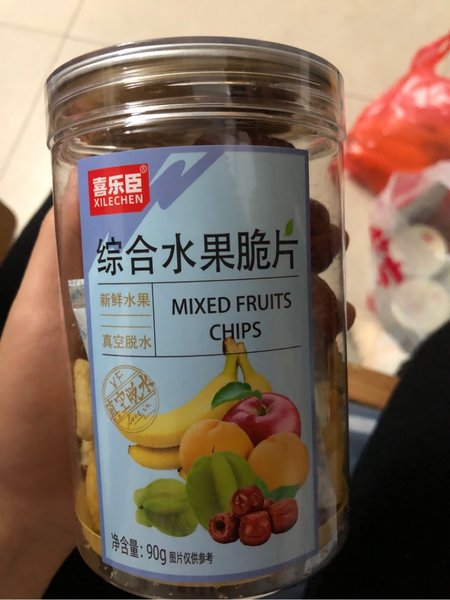 喜乐臣®
XILECHEN
综合水果脆片
新鲜水果
真空脱水
MIXED FRUITS
CHIPS
VF
真空脱水
净含量: 90g 图片仅供参考